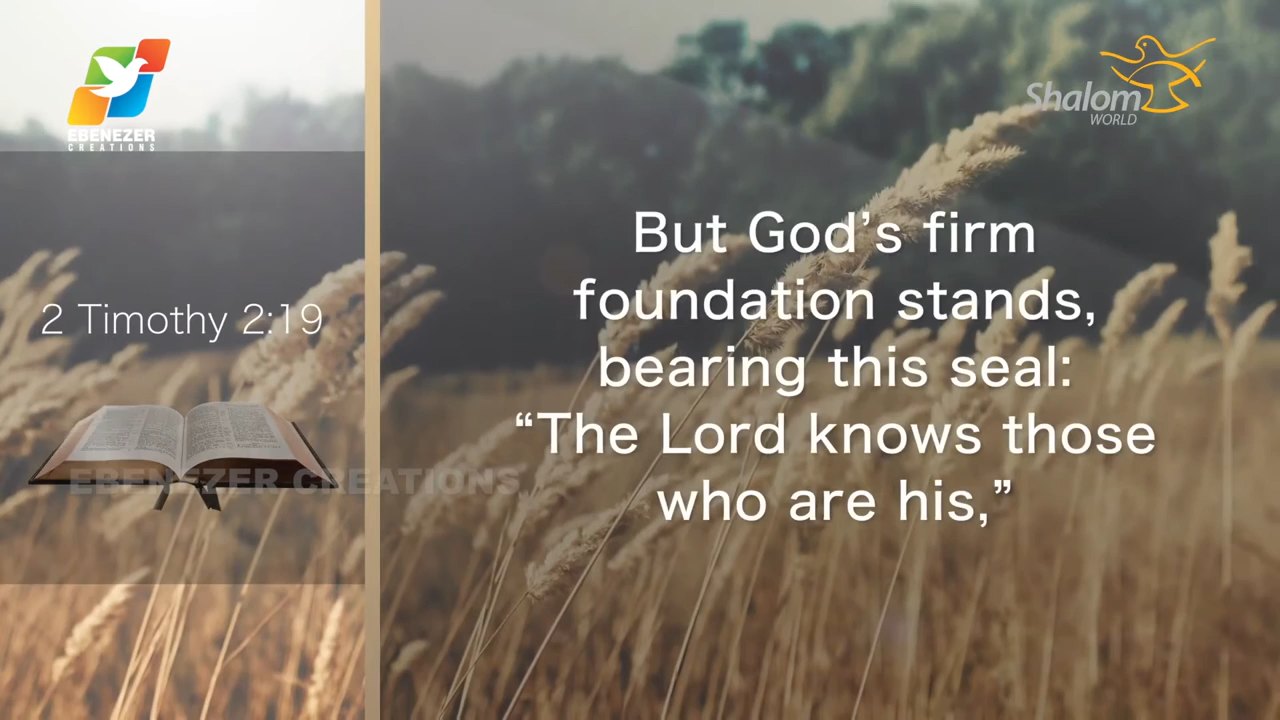 EBENEZER
CREATIONS
Shalom
WORLD
2 Timothy 2:19
But God’s firm
foundation stands,
bearing this seal:
“The Lord knows those
who are his,”
EBENEZER CREATIONS